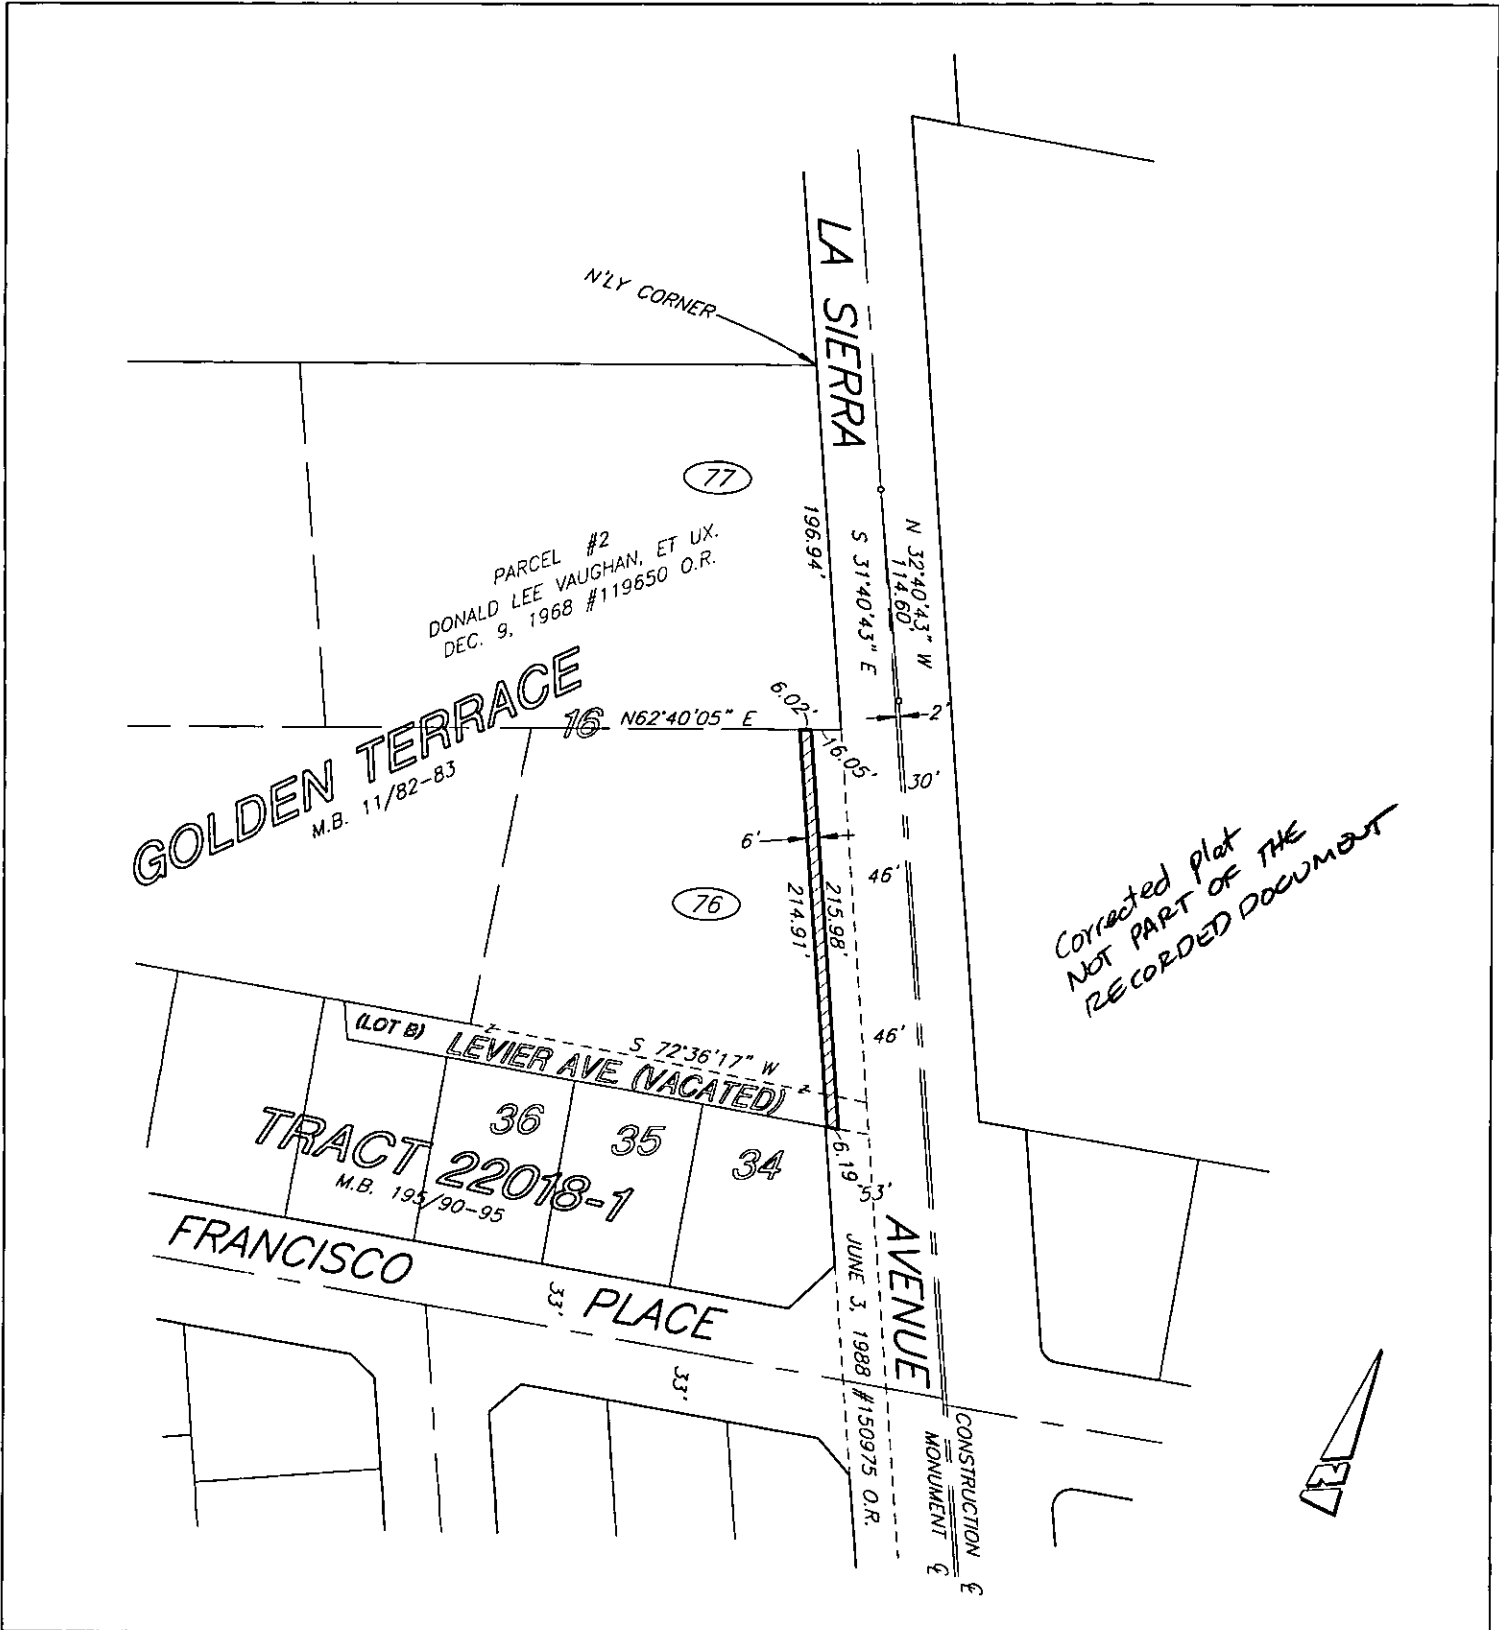 LA SIERRA
N'LY CORNER
77
PARCEL #2
DONALD LEE VAUGHAN, ET UX.
DEC. 9, 1968 #119650 O.R.
196.94'
S 31°40'43" E
N 32°40'43" W
114.60'
GOLDEN TERRACE
M.B. 11/82-83
16
N62°40'05" E
6.02'
16.05'
2'
30'
6'
46'
76
214.91'
215.98'
Corrected plat
NOT PART OF THE
RECORDED DOCUMENT
46'
(LOT B)
LEVIER AVE (VACATED)
S 72°36'17" W
z
z
TRACT 22018-1
M.B. 195/90-95
36
35
34
6.19'
53'
AVENUE
JUNE 3, 1988 #150975 O.R.
FRANCISCO PLACE
33'
33'
CONSTRUCTION ℄
MONUMENT ℄
N